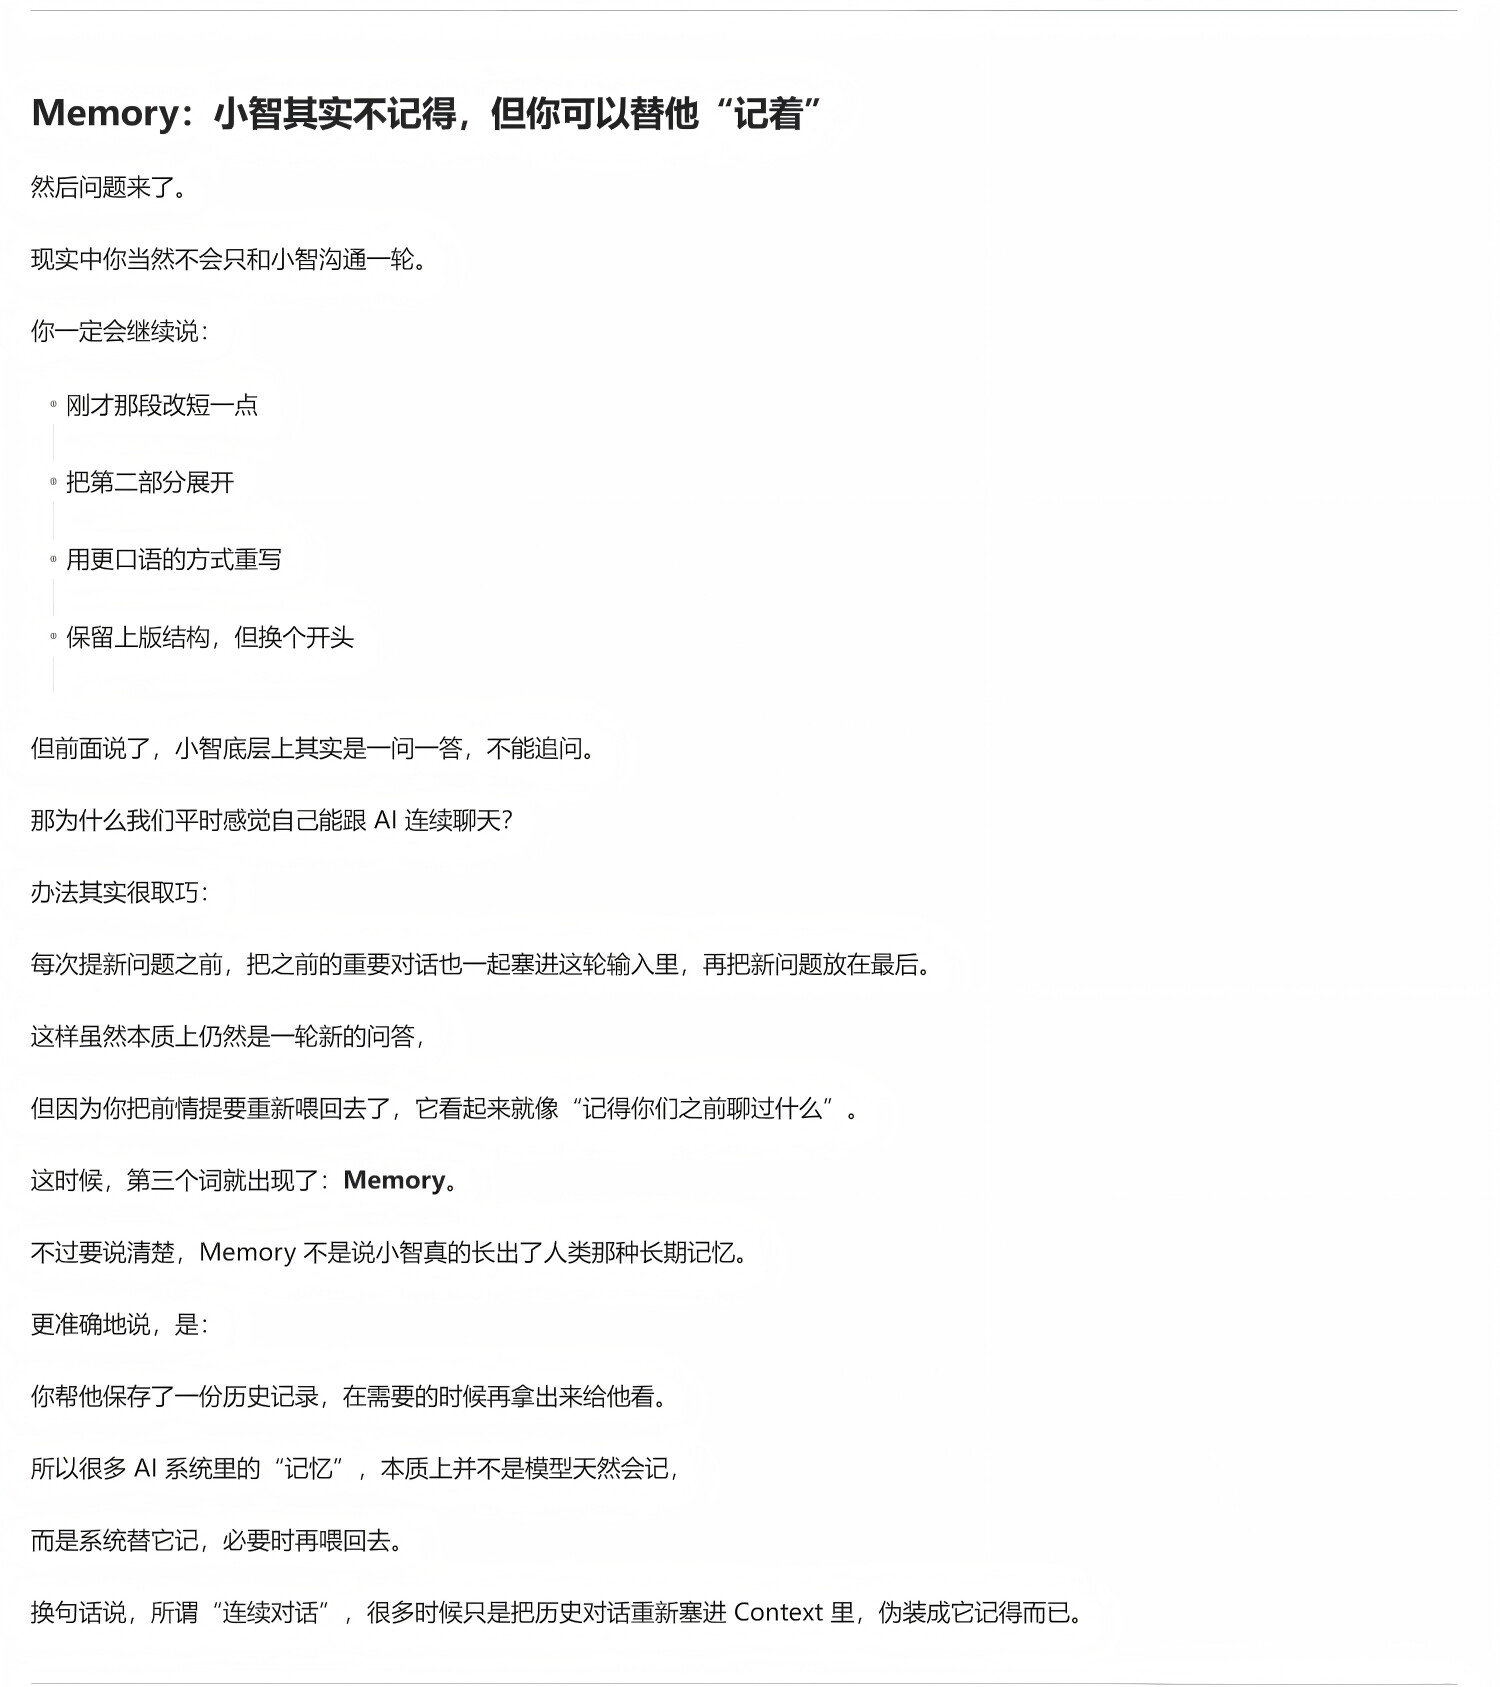 Memory：小智其实不记得，但你可以替他“记着”
然后问题来了。
现实中你当然不会只和小智沟通一轮。
你一定会继续说：
刚才那段改短一点
把第二部分展开
用更口语的方式重写
保留上版结构，但换个开头
但前面说了，小智底层上其实是一问一答，不能追问。
那为什么我们平时感觉自己能跟 AI 连续聊天？
办法其实很取巧：
每次提新问题之前，把之前的重要对话也一起塞进这轮输入里，再把新问题放在最后。
这样虽然本质上仍然是一轮新的问答，
但因为你把前情提要重新喂回去了，它看起来就像“记得你们之前聊过什么”。
这时候，第三个词就出现了：Memory。
不过要说清楚，Memory 不是说小智真的长出了人类那种长期记忆。
更准确地说，是：
你帮他保存了一份历史记录，在需要的时候再拿出来给他看。
所以很多 AI 系统里的“记忆”，本质上并不是模型天然会记，
而是系统替它记，必要时再喂回去。
换句话说，所谓“连续对话”，很多时候只是把历史对话重新塞进 Context 里，伪装成它记得而已。